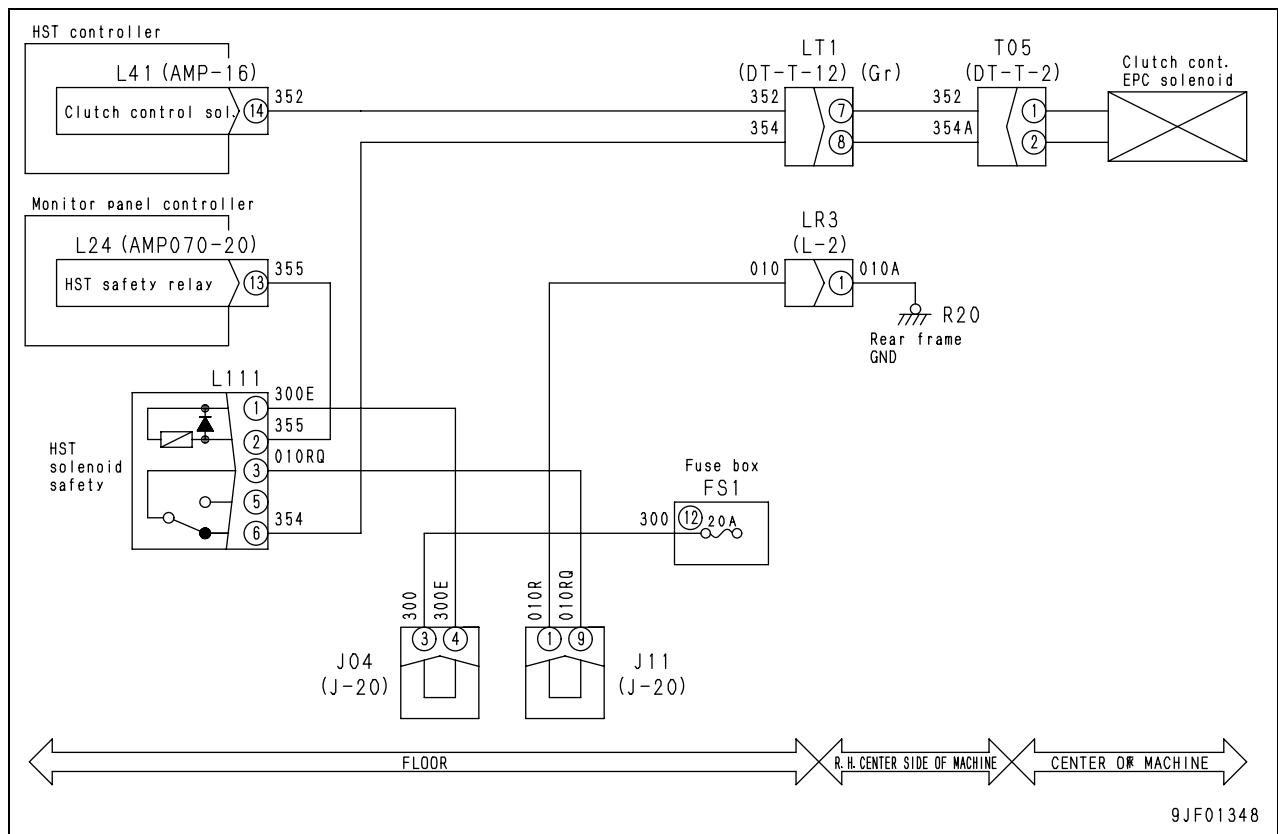 HST controller
L41 (AMP-16)
Clutch control sol.
14
352
352
354
LT1
(DT-T-12) (Gr)
7
8
352
354A
T05
(DT-T-2)
1
2
Clutch cont.
EPC solenoid
Monitor panel controller
L24 (AMP070-20)
HST safety relay
13
355
LR3
(L-2)
010
1
010A
R20
Rear frame
GND
L111
HST
solenoid
safety
1
300E
2
355
3
010RQ
5
6
354
Fuse box
FS1
300
12
20A
300
300E
3
4
J04
(J-20)
010R
010RQ
1
9
J11
(J-20)
FLOOR
R.H.CENTER SIDE OF MACHINE
CENTER OR MACHINE
9JF01348